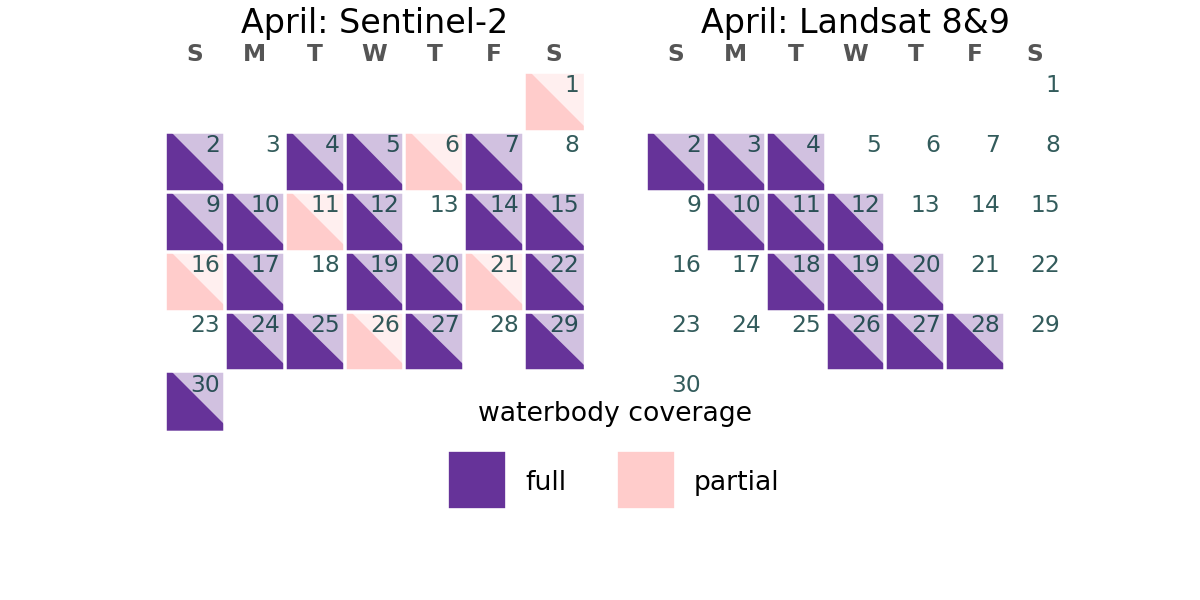 April: Sentinel-2
S M T W T F S
1
2 3 4 5 6 7 8
9 10 11 12 13 14 15
16 17 18 19 20 21 22
23 24 25 26 27 28 29
30
April: Landsat 8&9
S M T W T F S
1
2 3 4 5 6 7 8
9 10 11 12 13 14 15
16 17 18 19 20 21 22
23 24 25 26 27 28 29
30
waterbody coverage
full partial